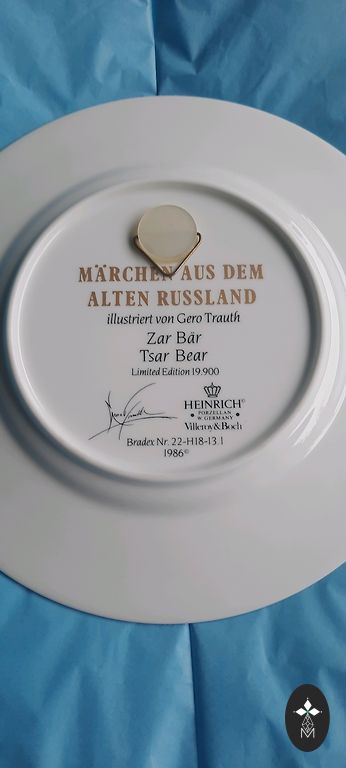 MÄRCHEN AUS DEM
ALTEN RUSSLAND
illustriert von Gero Trauth
Zar Bär
Tsar Bear
Limited Edition 19.900
HEINRICH®
PORZELLAN
W. GERMANY
Villeroy & Boch
Bradex Nr. 22-H18-13.1
1986©